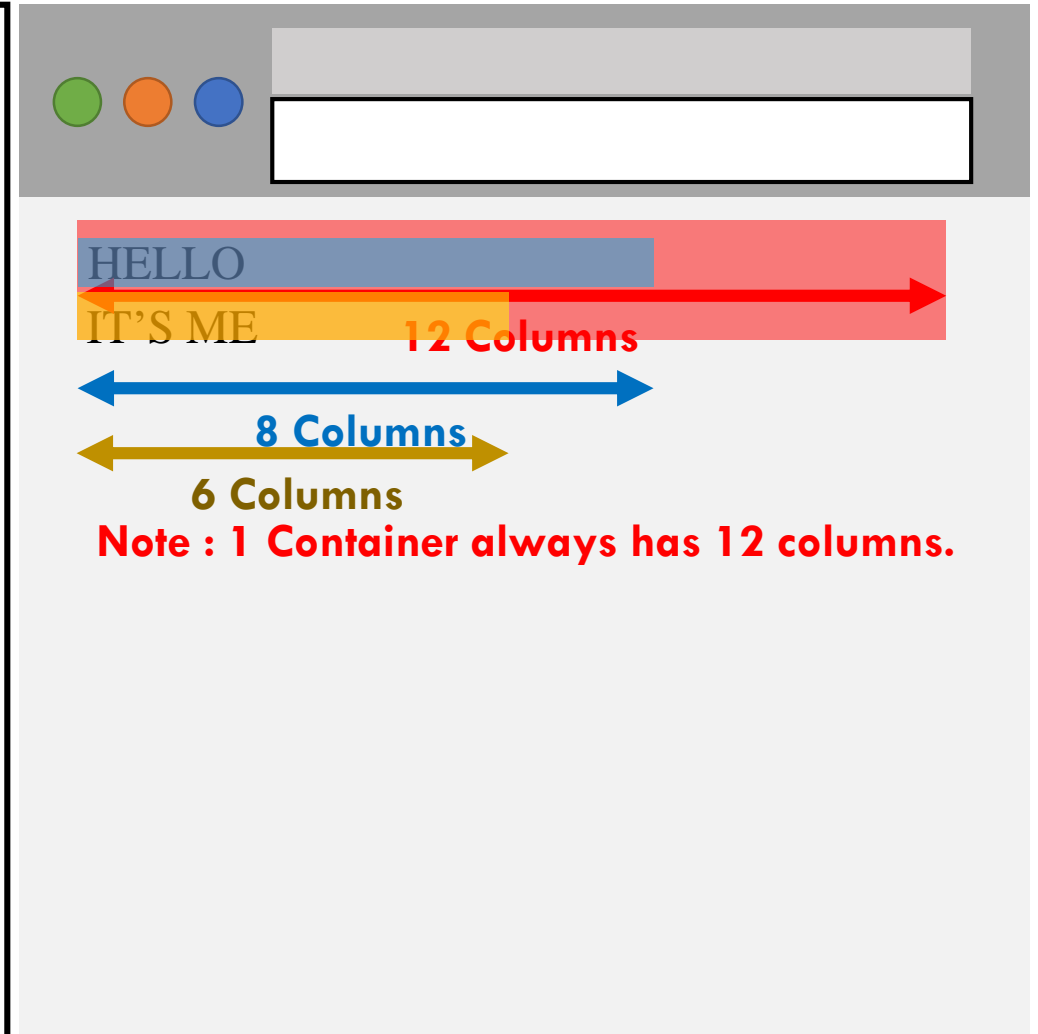 HELLO
IT’S ME
12 Columns
8 Columns
6 Columns
Note : 1 Container always has 12 columns.